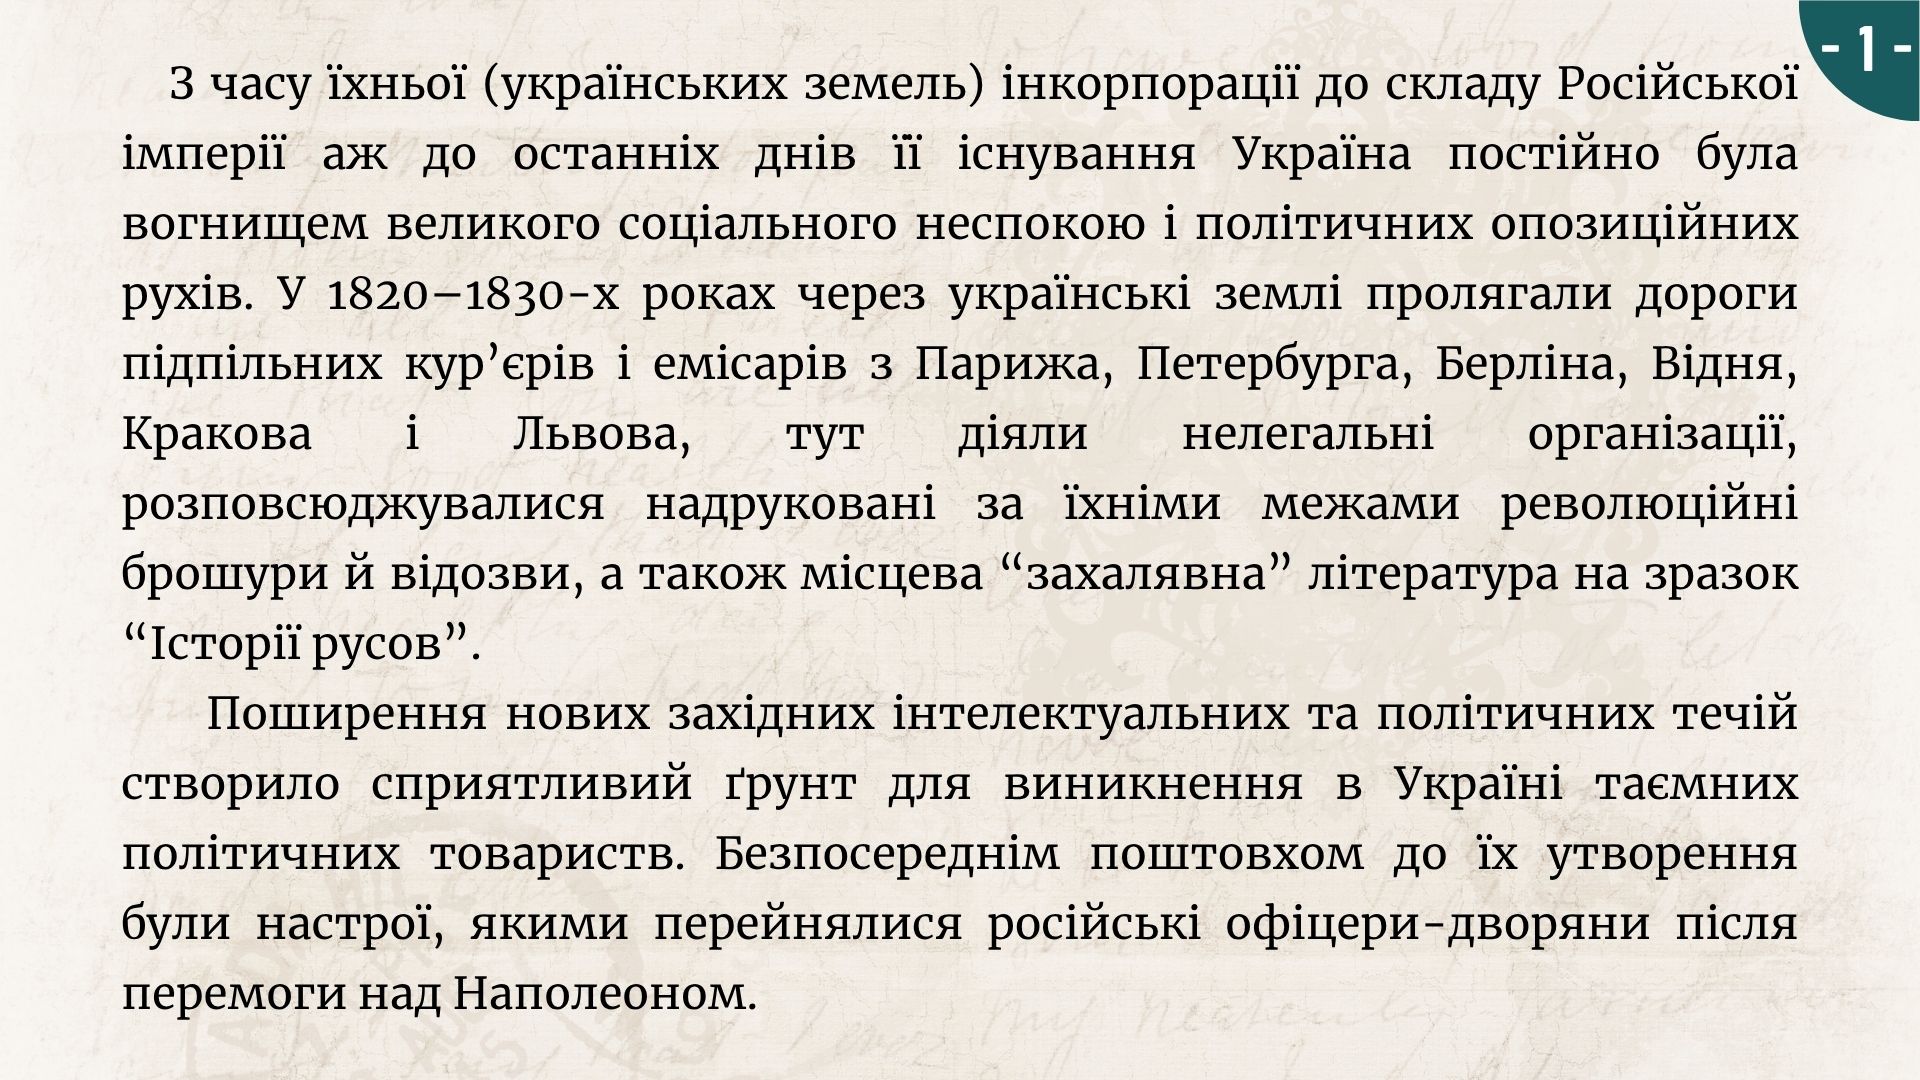 - 1 -
З часу їхньої (українських земель) інкорпорації до складу Російської
імперії аж до останніх днів її існування Україна постійно була
вогнищем великого соціального неспокою і політичних опозиційних
рухів. У 1820–1830-х роках через українські землі пролягали дороги
підпільних кур’єрів і емісарів з Парижа, Петербурга, Берліна, Відня,
Кракова і Львова, тут діяли нелегальні організації,
розповсюджувалися надруковані за їхніми межами революційні
брошури й відозви, а також місцева “захалявна” література на зразок
“Історії русов”.
Поширення нових західних інтелектуальних та політичних течій
створило сприятливий ґрунт для виникнення в Україні таємних
політичних товариств. Безпосереднім поштовхом до їх утворення
були настрої, якими перейнялися російські офіцери-дворяни після
перемоги над Наполеоном.